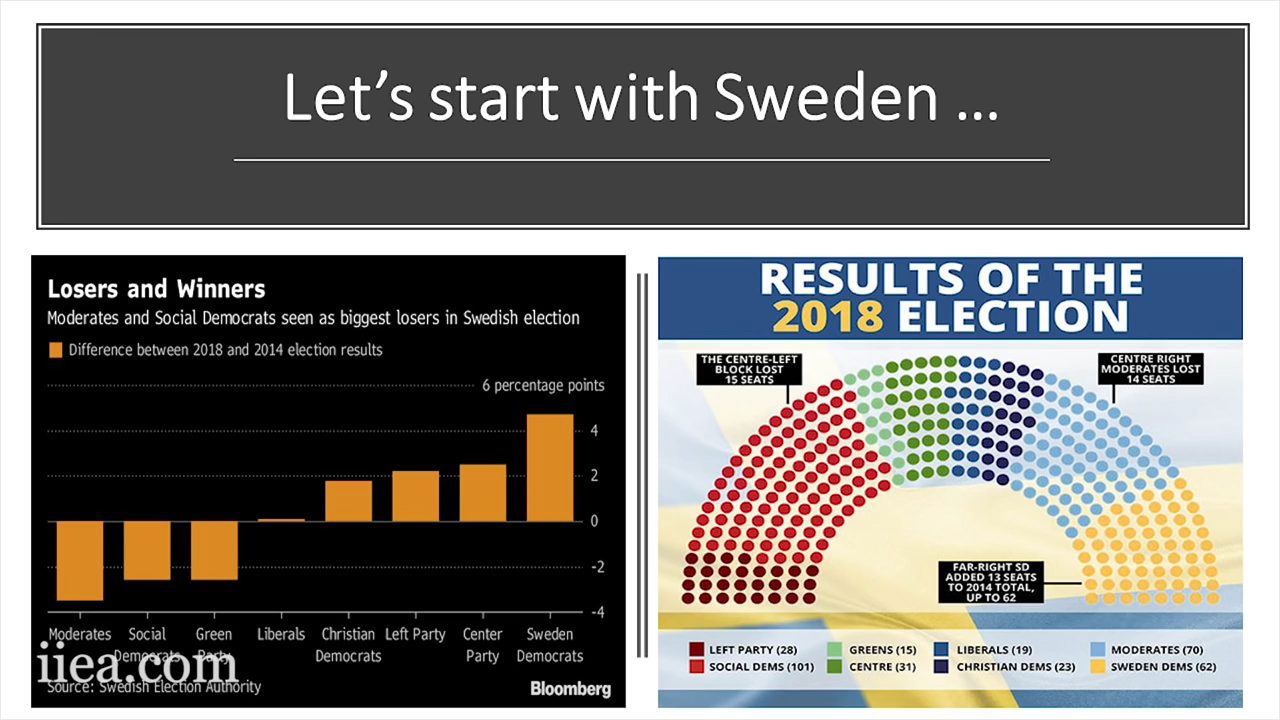 Let's start with Sweden ...
Losers and Winners
Moderates and Social Democrats seen as biggest losers in Swedish election
Difference between 2018 and 2014 election results
6 percentage points
4
2
0
-2
-4
Moderates
Social Democrats
Green Party
Liberals
Christian Democrats
Left Party
Center Party
Sweden Democrats
iiea.com
Source: Swedish Election Authority
Bloomberg
RESULTS OF THE
2018 ELECTION
THE CENTRE-LEFT
BLOCK LOST
15 SEATS
CENTRE RIGHT
MODERATES LOST
14 SEATS
FAR-RIGHT SD
ADDED 13 SEATS
TO 2014 TOTAL,
UP TO 62
LEFT PARTY (28)
SOCIAL DEMS (101)
GREENS (15)
CENTRE (31)
LIBERALS (19)
CHRISTIAN DEMS (23)
MODERATES (70)
SWEDEN DEMS (62)